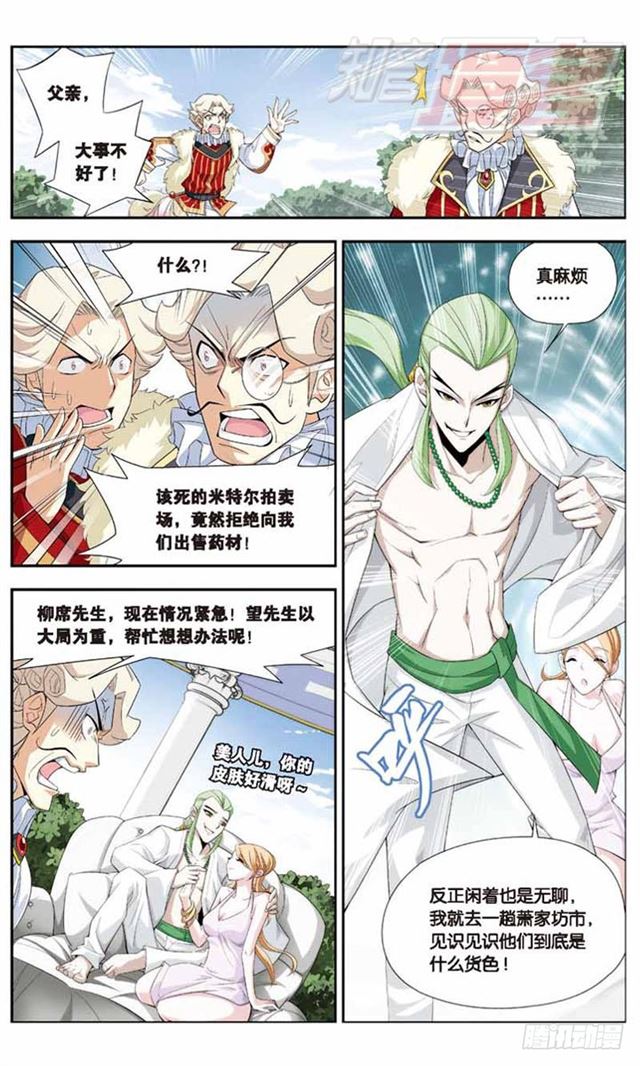 知音漫客
父亲，
大事不
好了！
什么?!
该死的米特尔拍卖
场，竟然拒绝向我
们出售药材！
柳席先生，现在情况紧急！望先生以
大局为重，帮忙想想办法呢！
美人儿，你的
皮肤好滑呀～
真麻烦
……
反正闲着也是无聊，
我就去一趟萧家坊市，
见识见识他们到底是
什么货色！
腾讯动漫